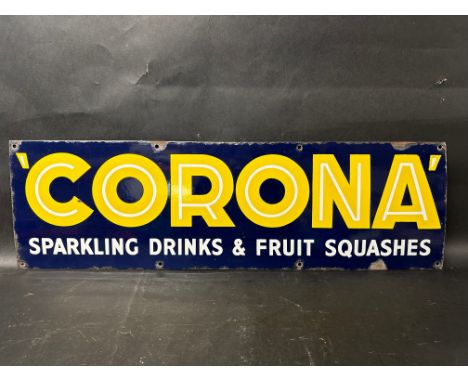 'CORONA'
SPARKLING DRINKS & FRUIT SQUASHES